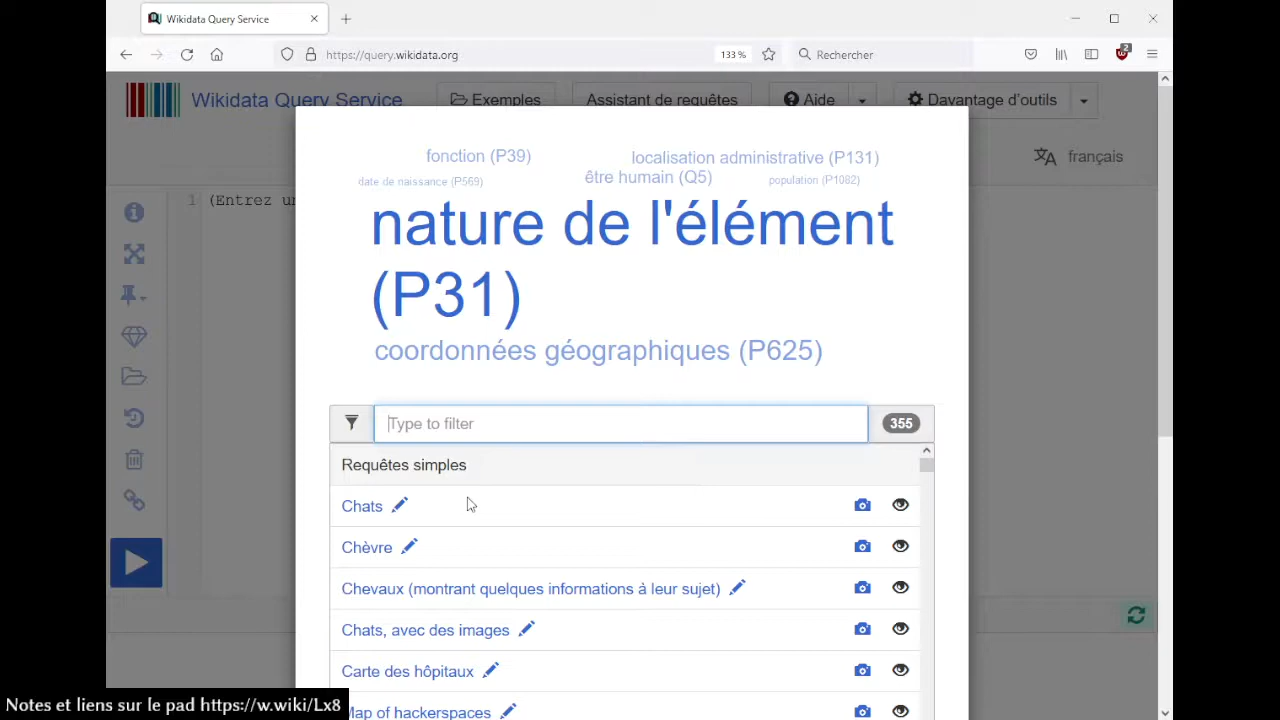 Wikidata Query Service
https://query.wikidata.org
133 %
Rechercher
2
Wikidata Query Service
Exemples
Assistant de requêtes
Aide
Davantage d'outils
français
1 (Entrez un
fonction (P39)
localisation administrative (P131)
date de naissance (P569)
être humain (Q5)
population (P1082)
nature de l'élément
(P31)
coordonnées géographiques (P625)
Type to filter
355
Requêtes simples
Chats
Chèvre
Chevaux (montrant quelques informations à leur sujet)
Chats, avec des images
Carte des hôpitaux
Map of hackerspaces
Notes et liens sur le pad https://w.wiki/Lx8